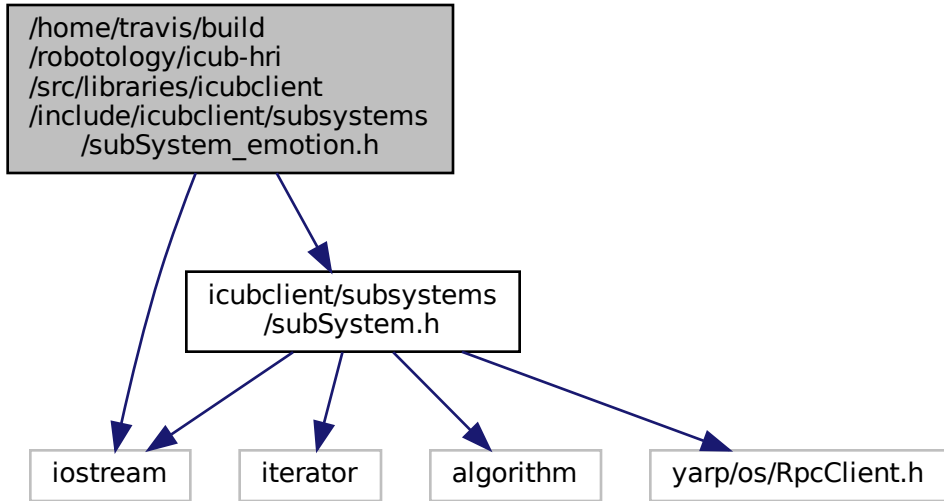 /home/travis/build
/robotology/icub-hri
/src/libraries/icubclient
/include/icubclient/subsystems
/subSystem_emotion.h
icubclient/subsystems
/subSystem.h
iostream
iterator
algorithm
yarp/os/RpcClient.h